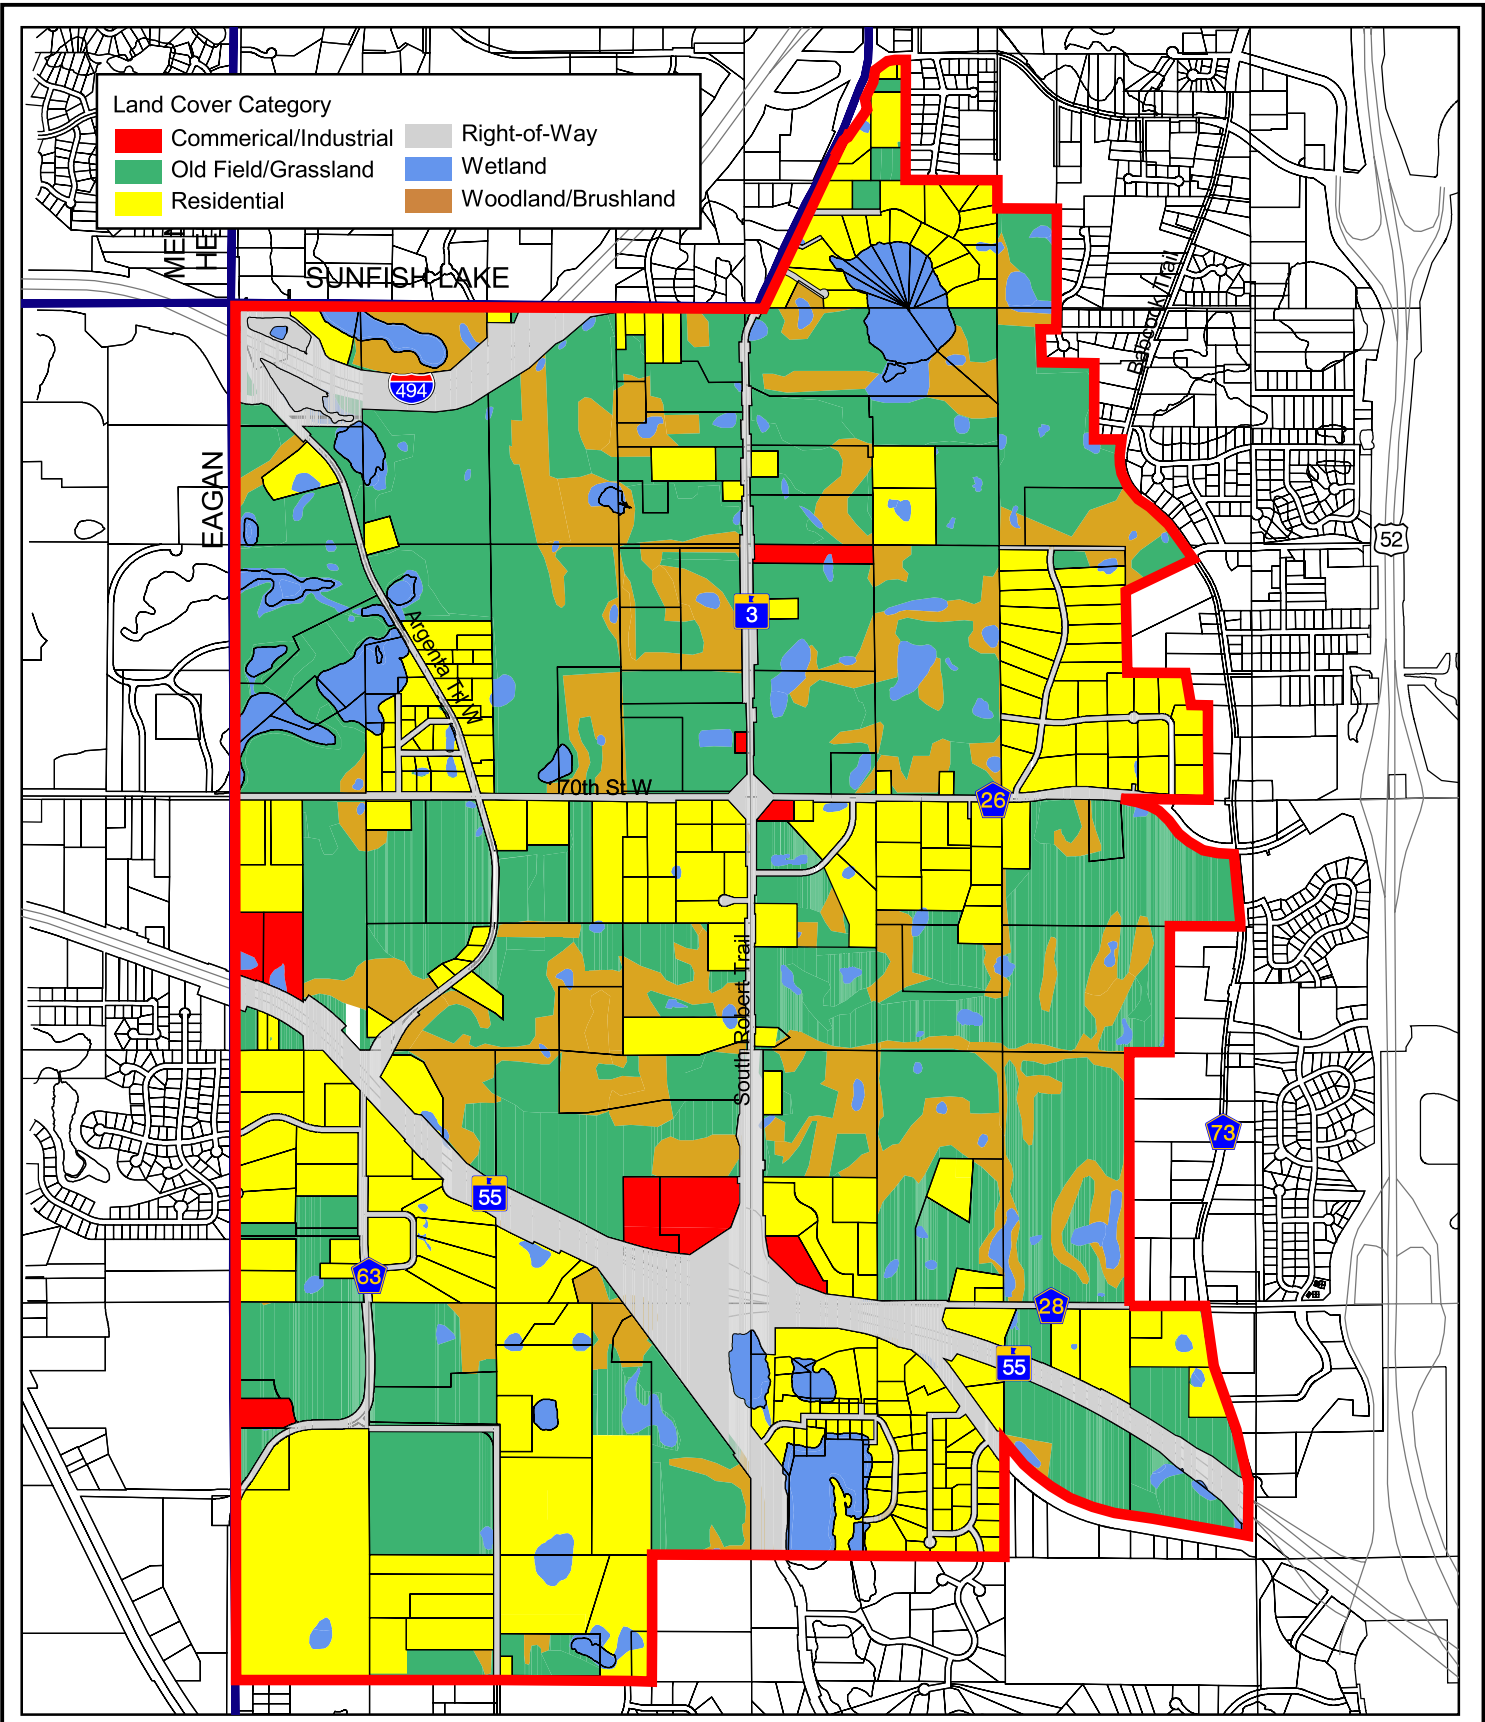 Land Cover Category
Commerical/Industrial
Old Field/Grassland
Residential
Right-of-Way
Wetland
Woodland/Brushland
SUNFISH LAKE
EAGAN
Babcock Trail
494
52
3
Argenta Trl W
70th St W
26
South Robert Trail
73
55
63
28
55